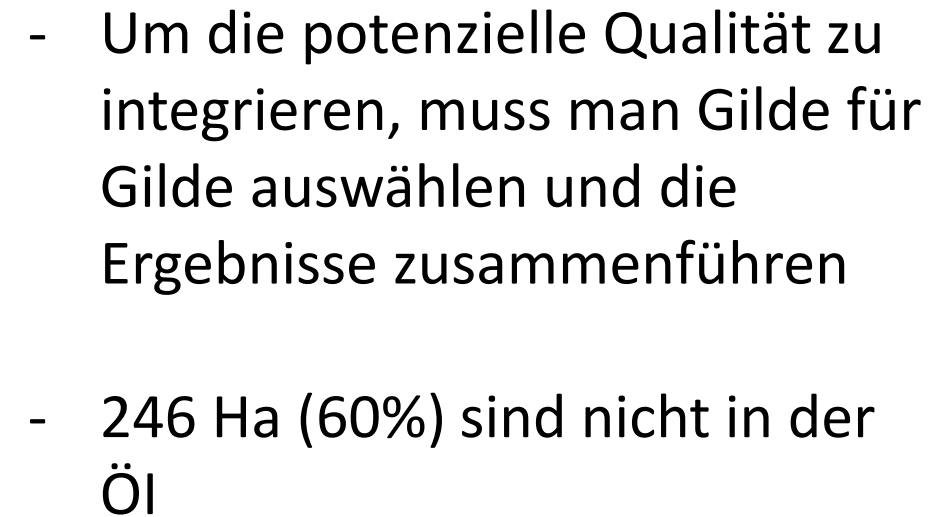 - Um die potenzielle Qualität zu
integrieren, muss man Gilde für
Gilde auswählen und die
Ergebnisse zusammenführen
- 246 Ha (60%) sind nicht in der
ÖI